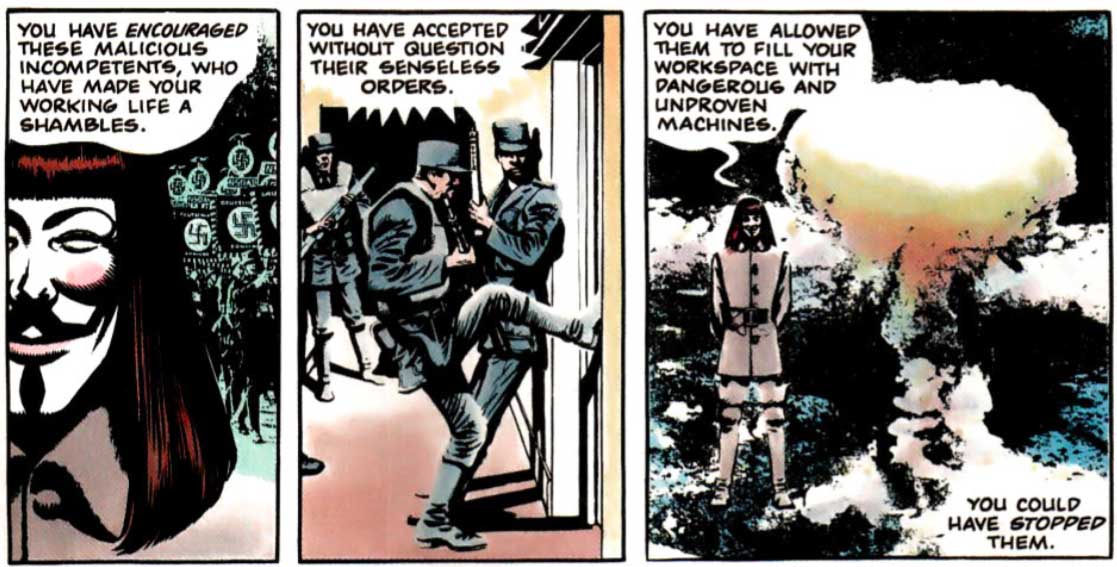 YOU HAVE ENCOURAGED
THESE MALICIOUS
INCOMPETENTS, WHO
HAVE MADE YOUR
WORKING LIFE A
SHAMBLES.
YOU HAVE ACCEPTED
WITHOUT QUESTION
THEIR SENSELESS
ORDERS.
YOU HAVE ALLOWED
THEM TO FILL YOUR
WORKSPACE WITH
DANGEROUS AND
UNPROVEN
MACHINES.
YOU COULD
HAVE STOPPED
THEM.